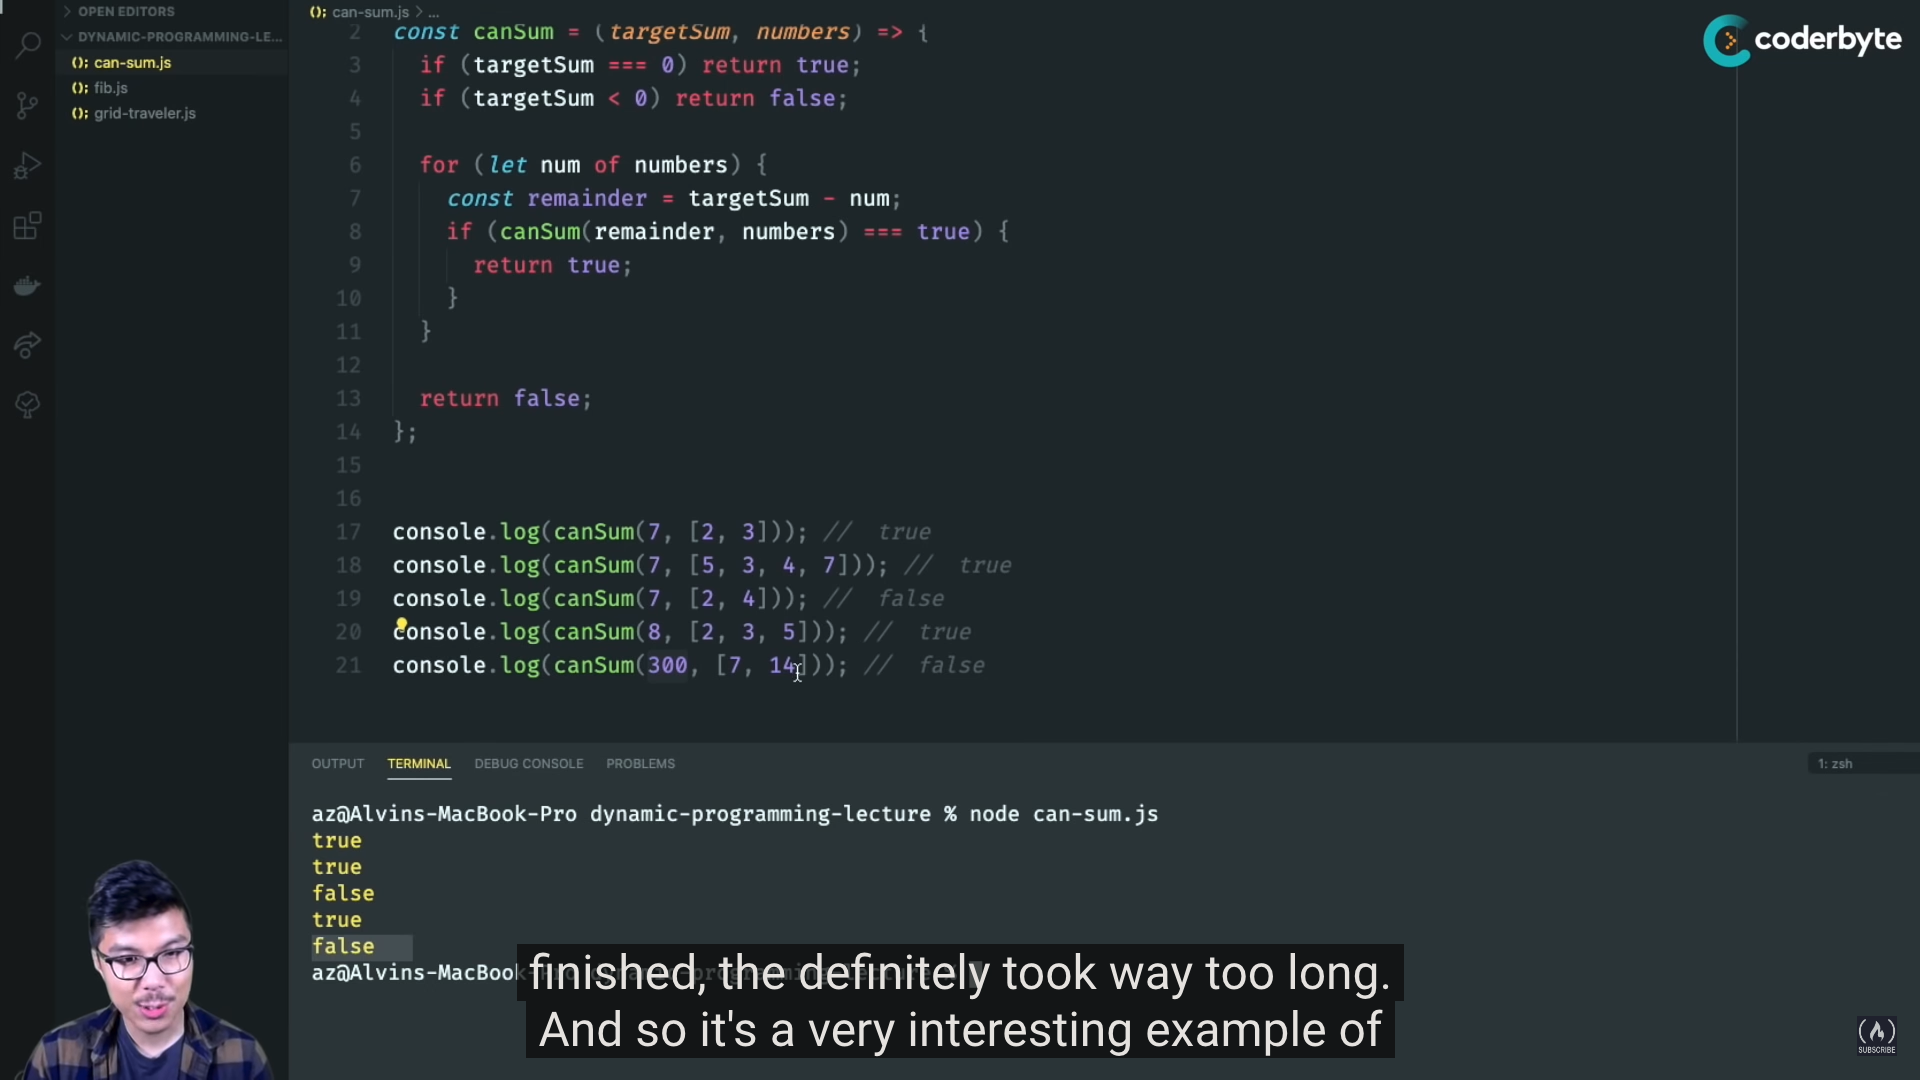 OPEN EDITORS
DYNAMIC-PROGRAMMING-LE...
can-sum.js
fib.js
grid-traveler.js
can-sum.js > ...
coderbyte
2 const canSum = (targetSum, numbers) => {
3 if (targetSum === 0) return true;
4 if (targetSum < 0) return false;
5
6 for (let num of numbers) {
7 const remainder = targetSum - num;
8 if (canSum(remainder, numbers) === true) {
9 return true;
10 }
11 }
12
13 return false;
14 };
15
16
17 console.log(canSum(7, [2, 3])); // true
18 console.log(canSum(7, [5, 3, 4, 7])); // true
19 console.log(canSum(7, [2, 4])); // false
20 console.log(canSum(8, [2, 3, 5])); // true
21 console.log(canSum(300, [7, 14])); // false
OUTPUT TERMINAL DEBUG CONSOLE PROBLEMS 1: zsh
az@Alvins-MacBook-Pro dynamic-programming-lecture % node can-sum.js
true
true
false
true
false
az@Alvins-MacBook-Pro dynamic-programming-lecture %
finished, the definitely took way too long.
And so it's a very interesting example of
SUBSCRIBE